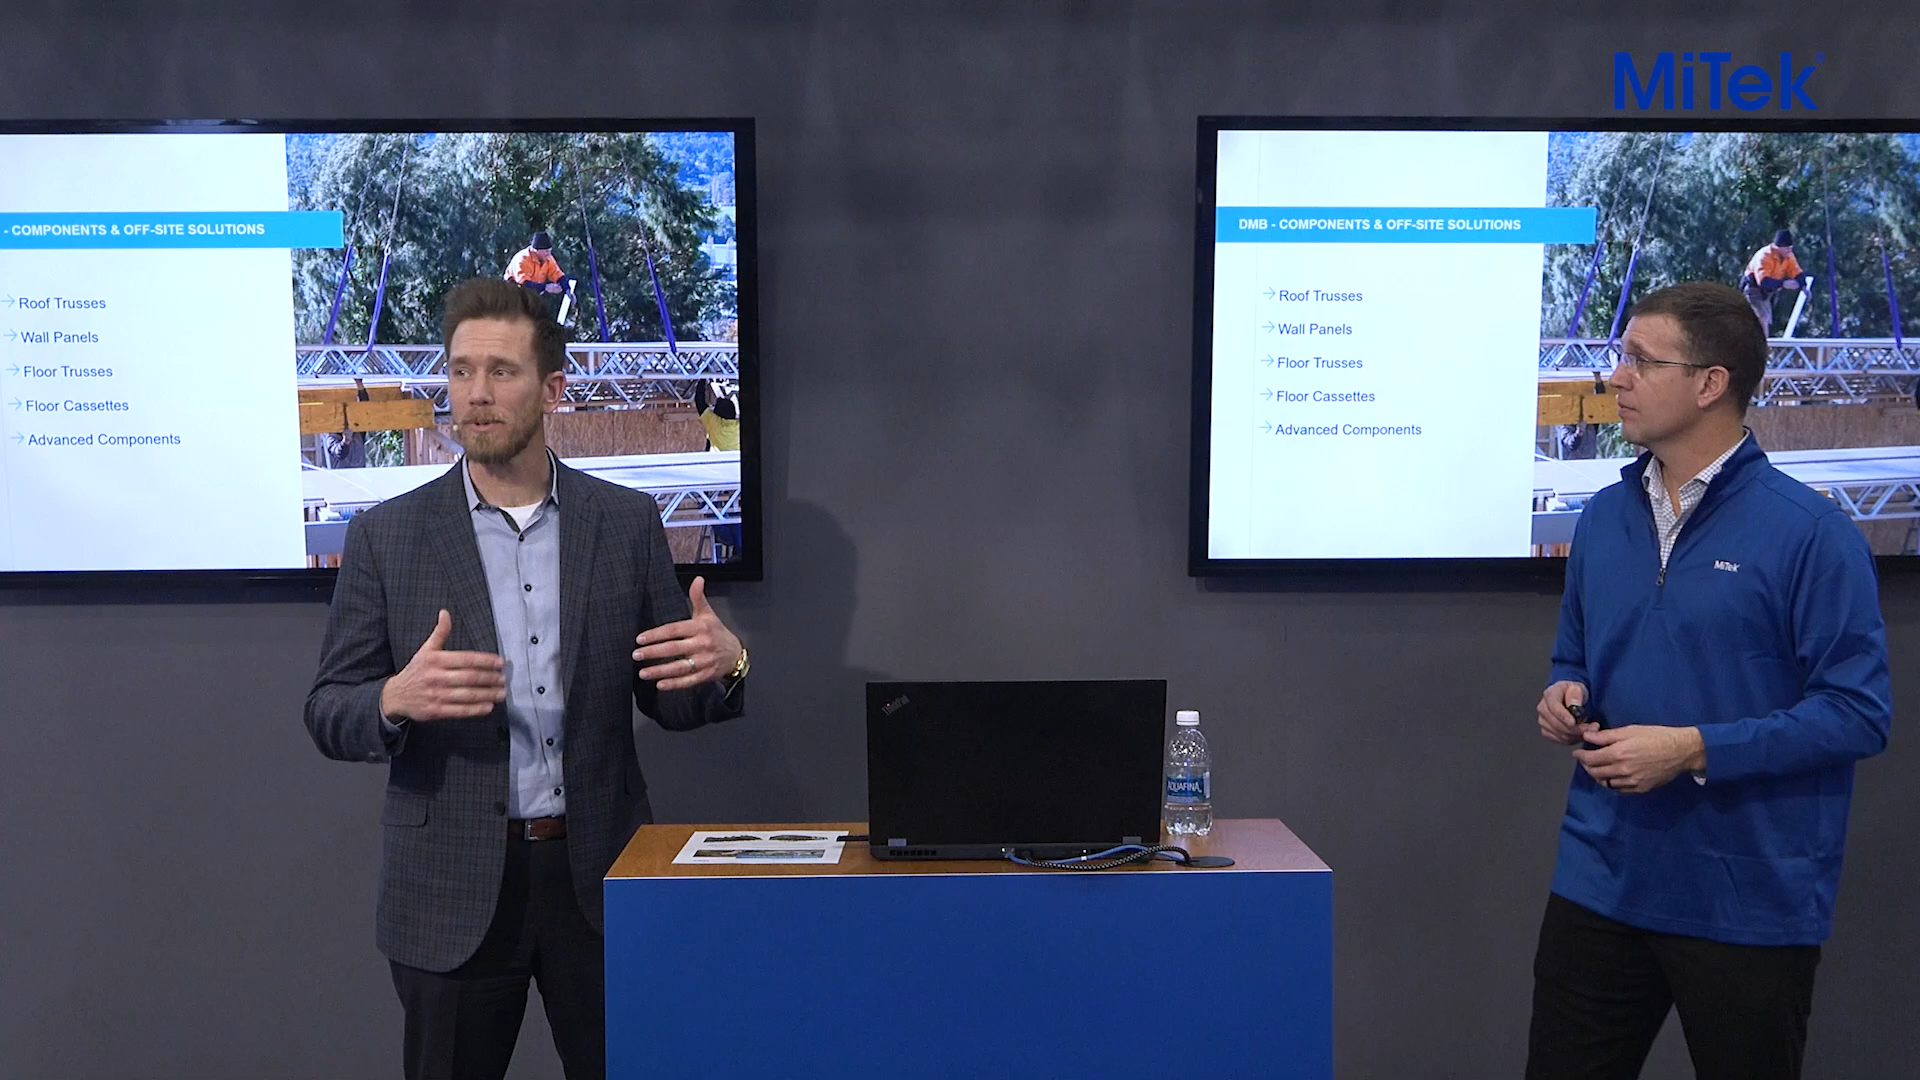 MiTek
- COMPONENTS & OFF-SITE SOLUTIONS
Roof Trusses
Wall Panels
Floor Trusses
Floor Cassettes
Advanced Components
DMB - COMPONENTS & OFF-SITE SOLUTIONS
Roof Trusses
Wall Panels
Floor Trusses
Floor Cassettes
Advanced Components
MiTek
ThinkPad
AQUAFINA